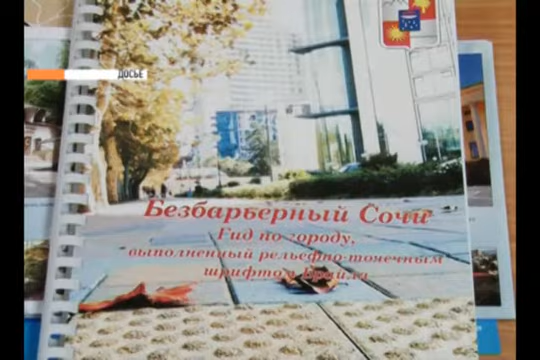 ДОСЬЕ
Безбарьерный Сочи
Гид по городу,
выполненный рельефно-точечным
шрифтом Брайля